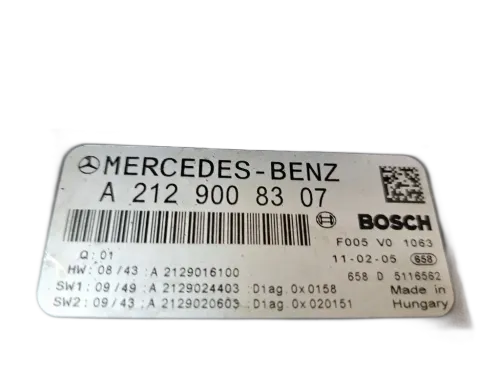 MERCEDES-BENZ
A 212 900 83 07
BOSCH
F005 V0 1063
Q:01
11-02-05 658
HW:08/43:A 2129016100
658 D 5116562
SW1:09/49:A 2129024403:Diag.0x0158
Made in
SW2:09/43:A 2129020603:Diag.0x020151
Hungary